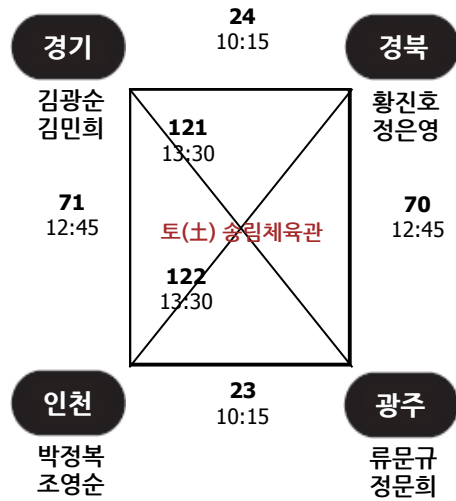 24
10:15
경기
경북
김광순
김민희
황진호
정은영
121
13:30
71
12:45
70
12:45
토(土) 송림체육관
122
13:30
인천
23
10:15
광주
박정복
조영순
류문규
정문희